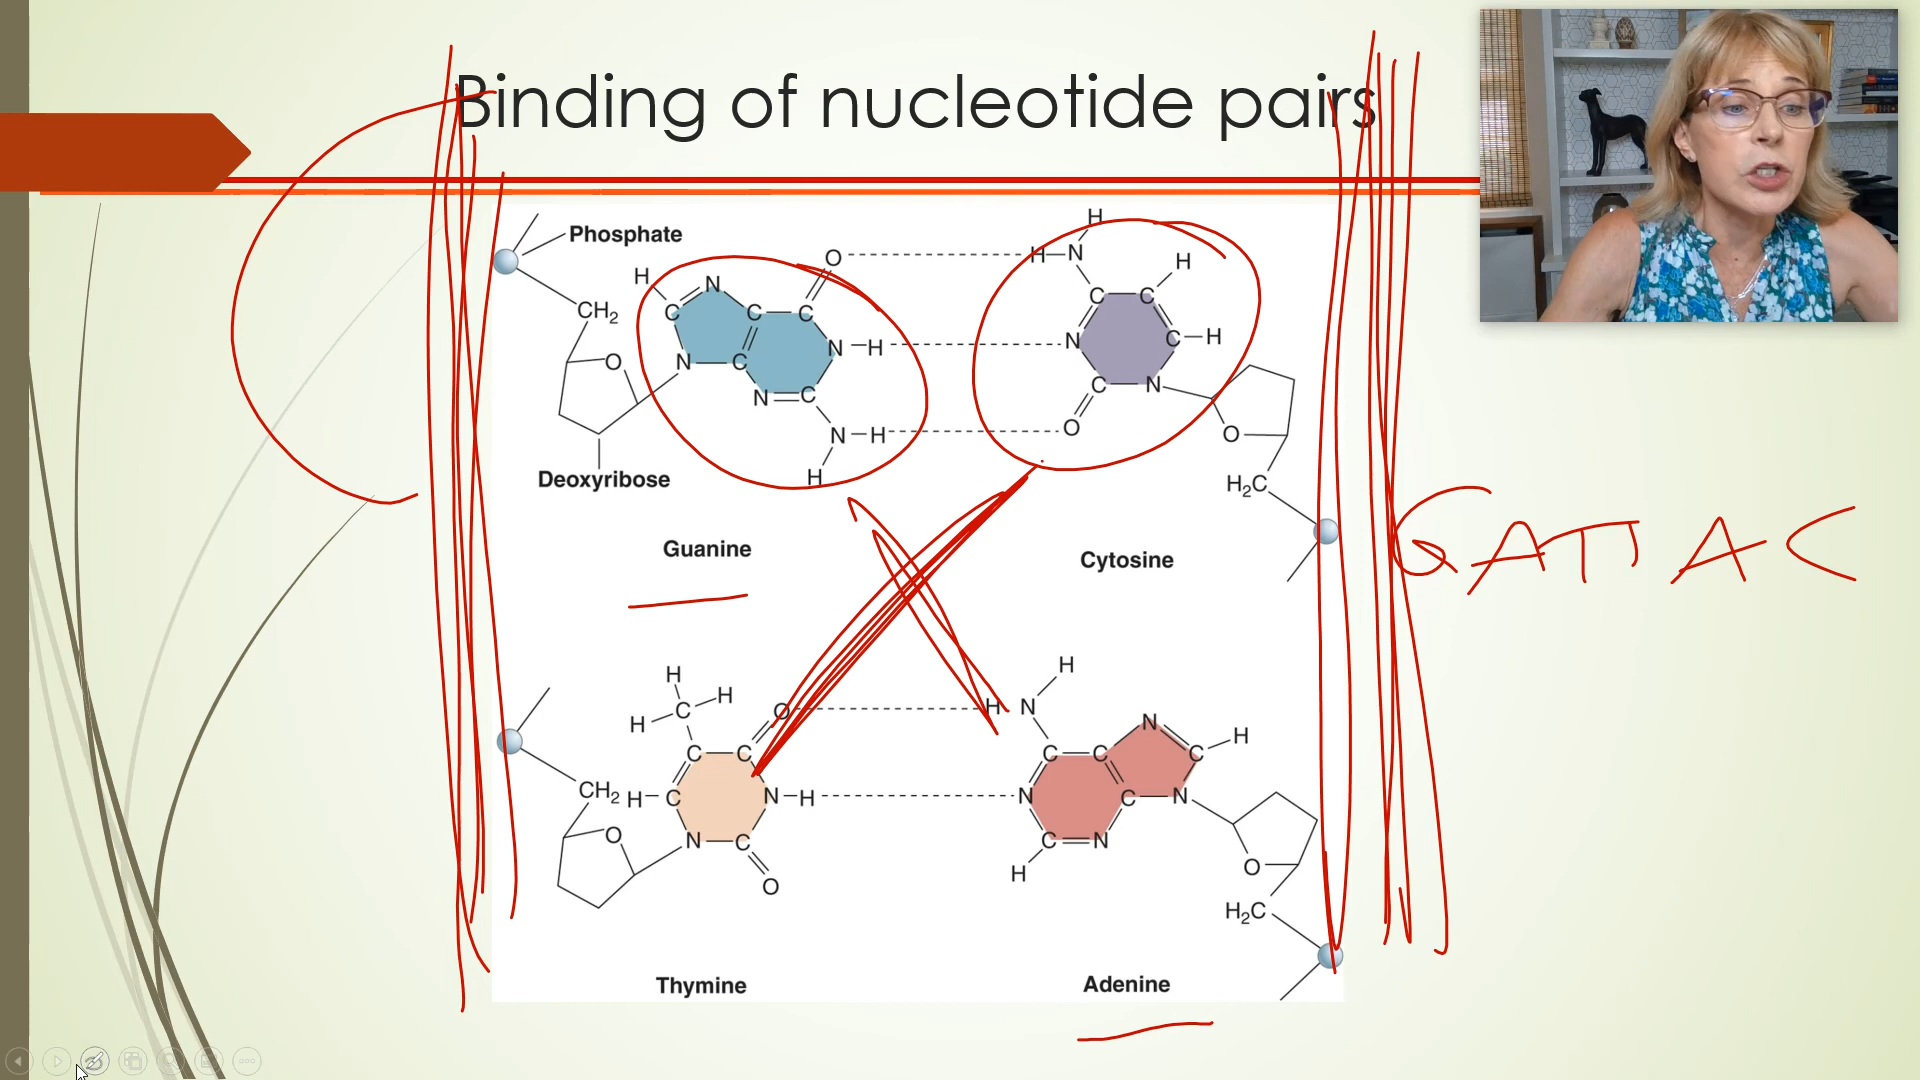 Binding of nucleotide pairs
Phosphate
H N O H H N H
CH2 C C C C C H
N H N C H
O N C C N
N C O
N H O
H
Deoxyribose H2C
Guanine Cytosine
GATTAC
H H
H C H O H N N H
C C C C C
CH2 H C N H N C N
O N C C N
H O O
H2C
Thymine Adenine